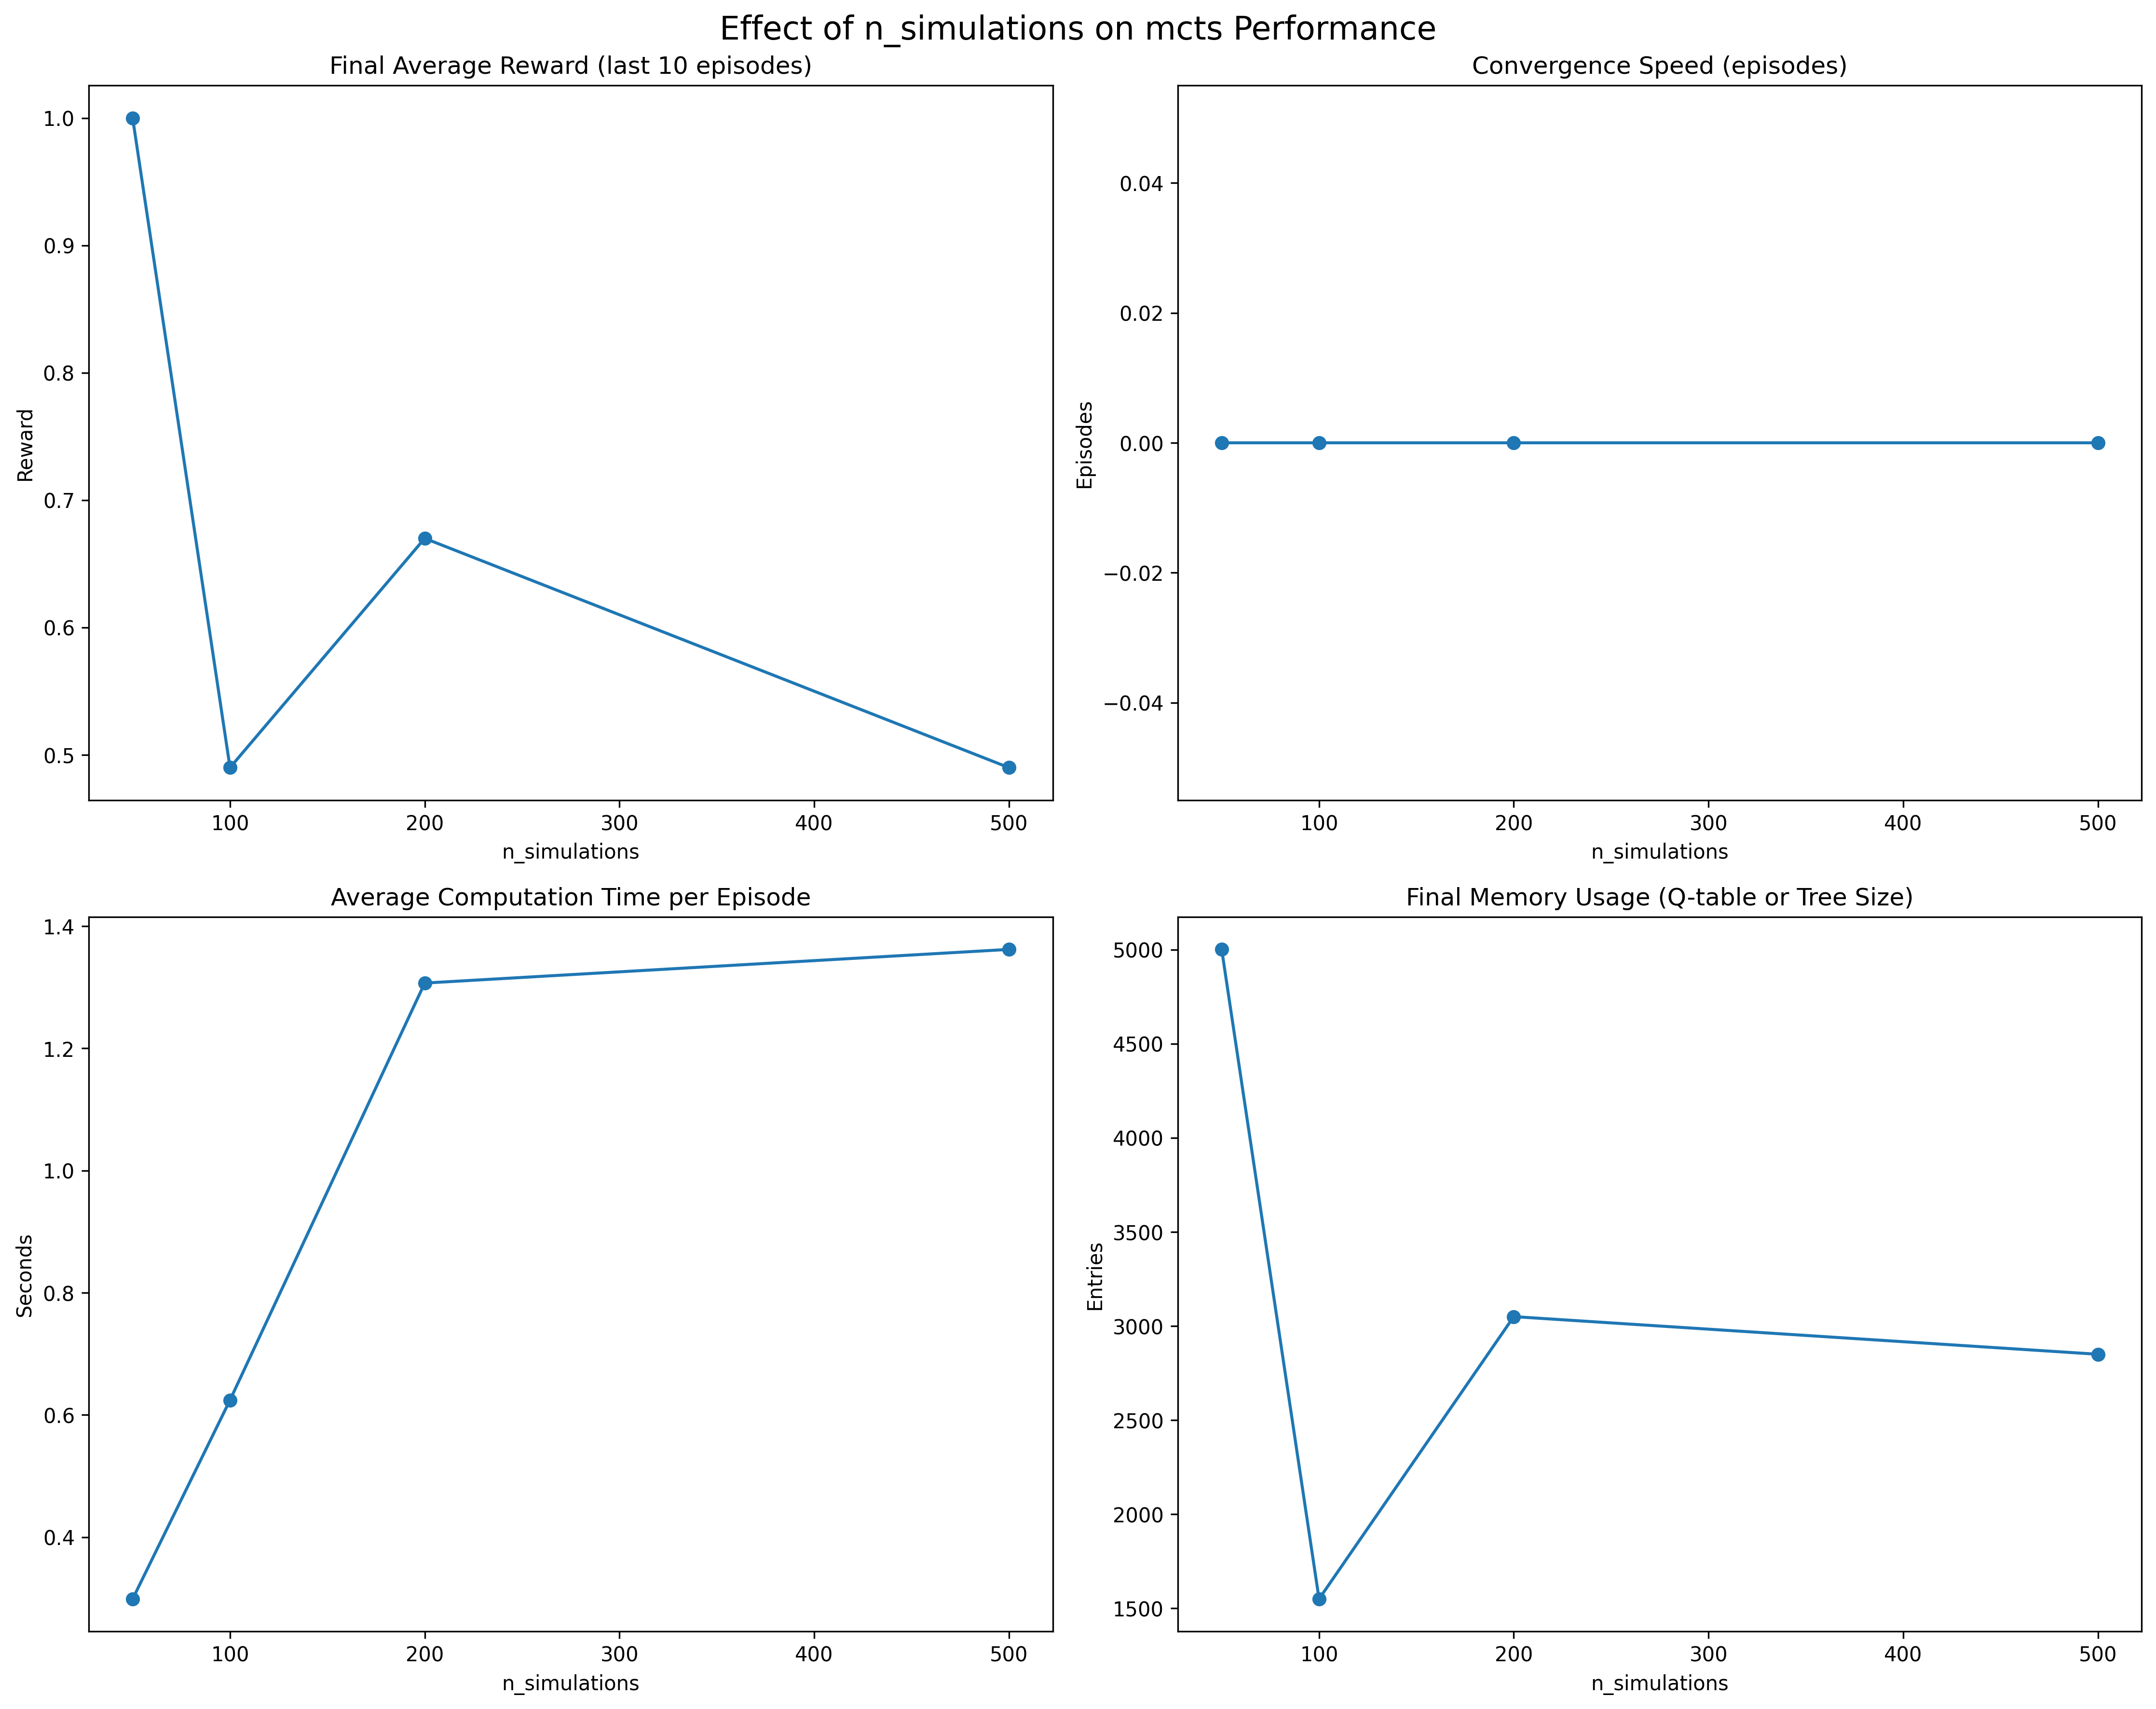 Effect of n_simulations on mcts Performance
Final Average Reward (last 10 episodes)
1.0
0.9
0.8
0.7
0.6
0.5
Reward
100 200 300 400 500
n_simulations
Convergence Speed (episodes)
0.04
0.02
0.00
−0.02
−0.04
Episodes
100 200 300 400 500
n_simulations
Average Computation Time per Episode
1.4
1.2
1.0
0.8
0.6
0.4
Seconds
100 200 300 400 500
n_simulations
Final Memory Usage (Q-table or Tree Size)
5000
4500
4000
3500
3000
2500
2000
1500
Entries
100 200 300 400 500
n_simulations